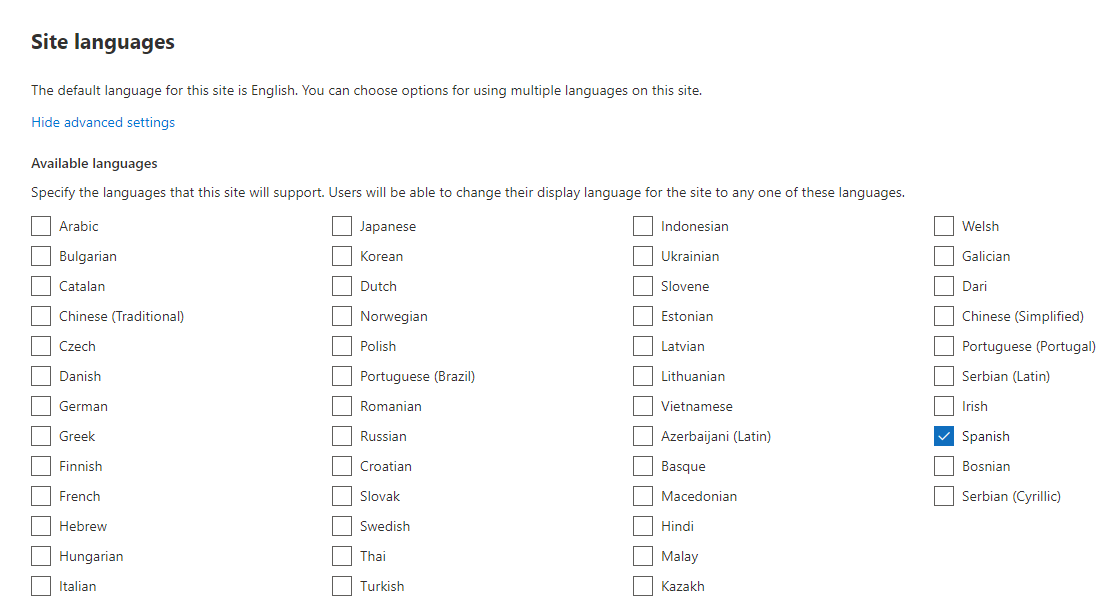 Site languages
The default language for this site is English. You can choose options for using multiple languages on this site.
Hide advanced settings
Available languages
Specify the languages that this site will support. Users will be able to change their display language for the site to any one of these languages.
Arabic
Bulgarian
Catalan
Chinese (Traditional)
Czech
Danish
German
Greek
Finnish
French
Hebrew
Hungarian
Italian
Japanese
Korean
Dutch
Norwegian
Polish
Portuguese (Brazil)
Romanian
Russian
Croatian
Slovak
Swedish
Thai
Turkish
Indonesian
Ukrainian
Slovene
Estonian
Latvian
Lithuanian
Vietnamese
Azerbaijani (Latin)
Basque
Macedonian
Hindi
Malay
Kazakh
Welsh
Galician
Dari
Chinese (Simplified)
Portuguese (Portugal)
Serbian (Latin)
Irish
Spanish
Bosnian
Serbian (Cyrillic)